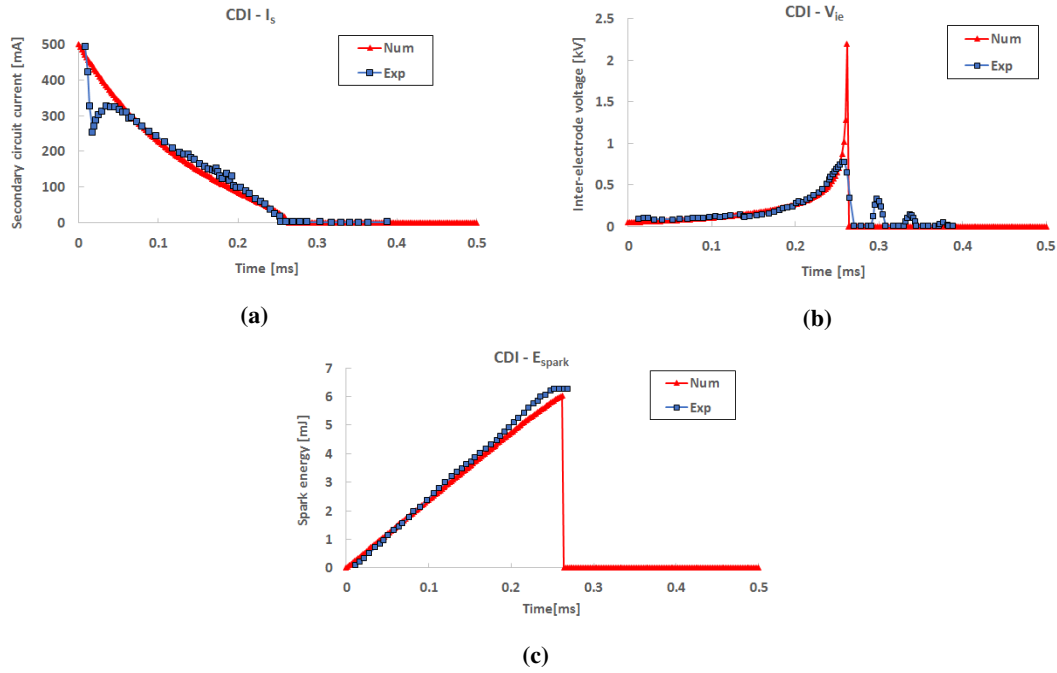 CDI - Is
Secondary circuit current [mA]
500
400
300
200
100
0
0
0.1
0.2
0.3
0.4
0.5
Time [ms]
Num
Exp
(a)
CDI - Vie
Inter-electrode voltage [kV]
2.5
2
1.5
1
0.5
0
0
0.1
0.2
0.3
0.4
0.5
Time [ms]
Num
Exp
(b)
CDI - Espark
Spark energy [mJ]
7
6
5
4
3
2
1
0
0
0.1
0.2
0.3
0.4
0.5
Time[ms]
Num
Exp
(c)